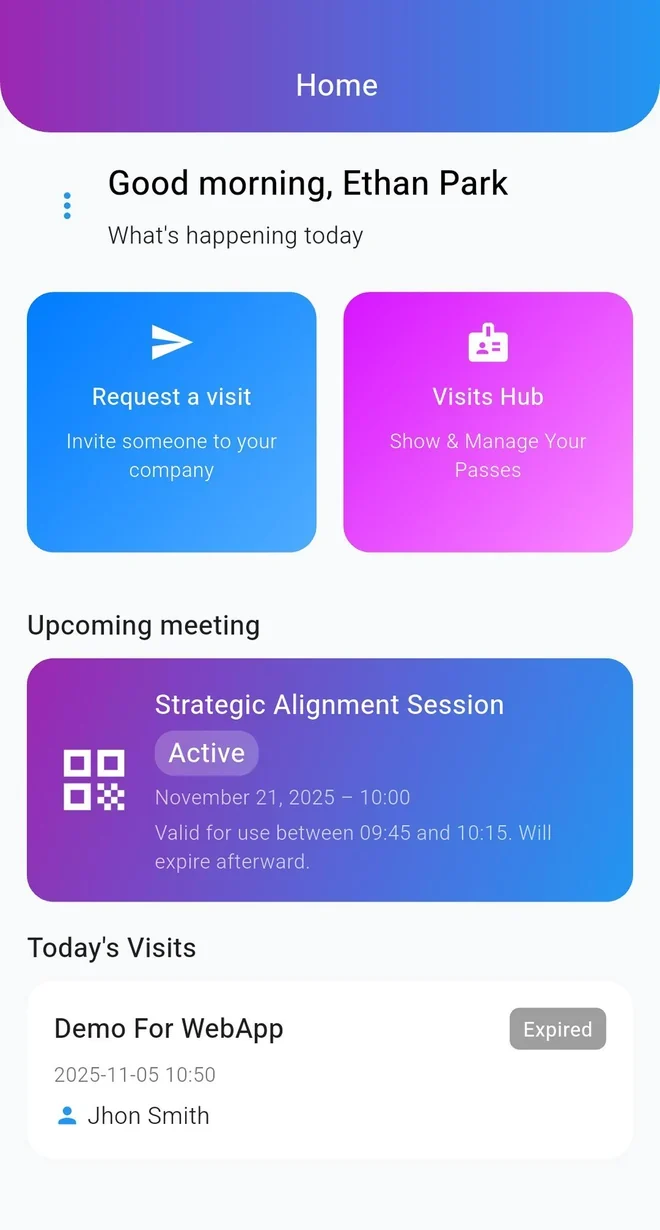 Home
Good morning, Ethan Park
What's happening today
Request a visit
Invite someone to your
company
Visits Hub
Show & Manage Your
Passes
Upcoming meeting
Strategic Alignment Session
Active
November 21, 2025 – 10:00
Valid for use between 09:45 and 10:15. Will
expire afterward.
Today's Visits
Demo For WebApp
Expired
2025-11-05 10:50
Jhon Smith